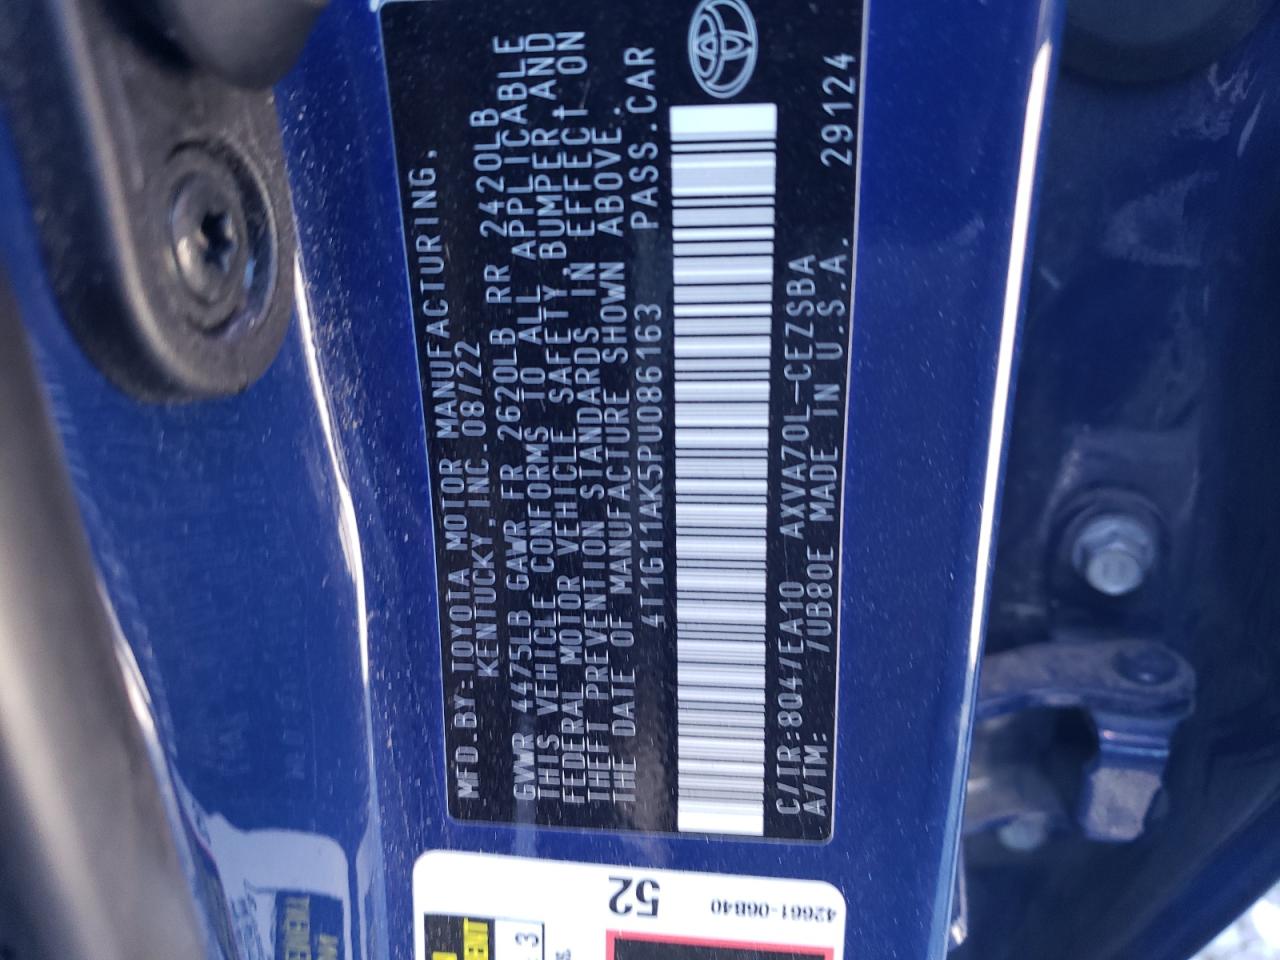 MFD.BY:TOYOTA MOTOR MANUFACTURING,
KENTUCKY,INC.08/22
GVWR 4475LB GAWR FR 2620LB RR 2420LB
THIS VEHICLE CONFORMS TO ALL APPLICABLE
FEDERAL MOTOR VEHICLE SAFETY,BUMPER AND
THEFT PREVENTION STANDARDS IN EFFECT ON
THE DATE OF MANUFACTURE SHOWN ABOVE.
4T1G11AK5PU086163 PASS.CAR
C/TR:8047EA10 AXVA70L-CEZSBA
A/TM: /UB80E MADE IN U.S.A. 29124
52
42661-06B40
3